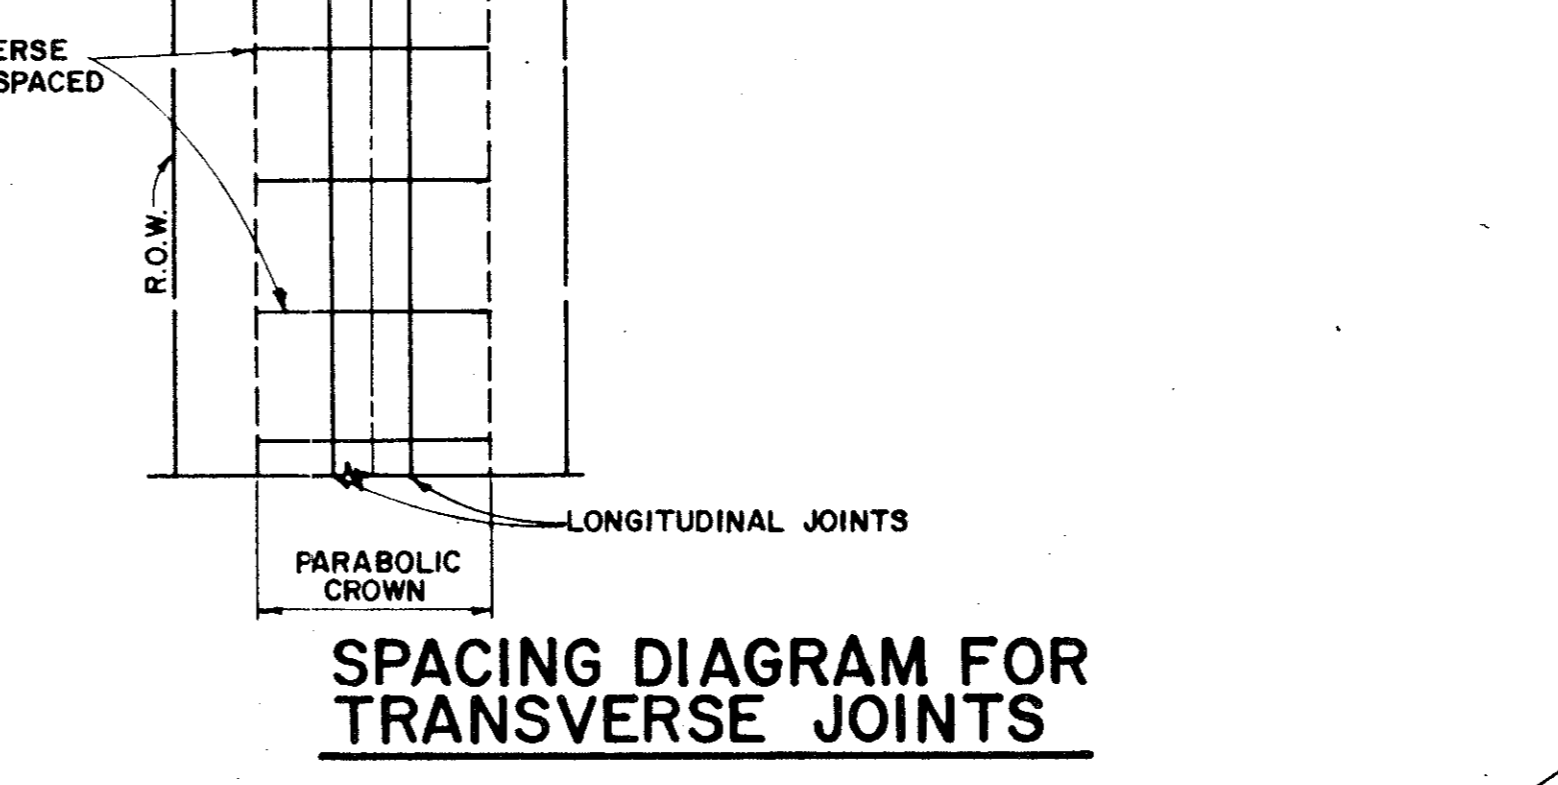 ERSE
SPACED
R.O.W.
LONGITUDINAL JOINTS
PARABOLIC
CROWN
SPACING DIAGRAM FOR
TRANSVERSE JOINTS